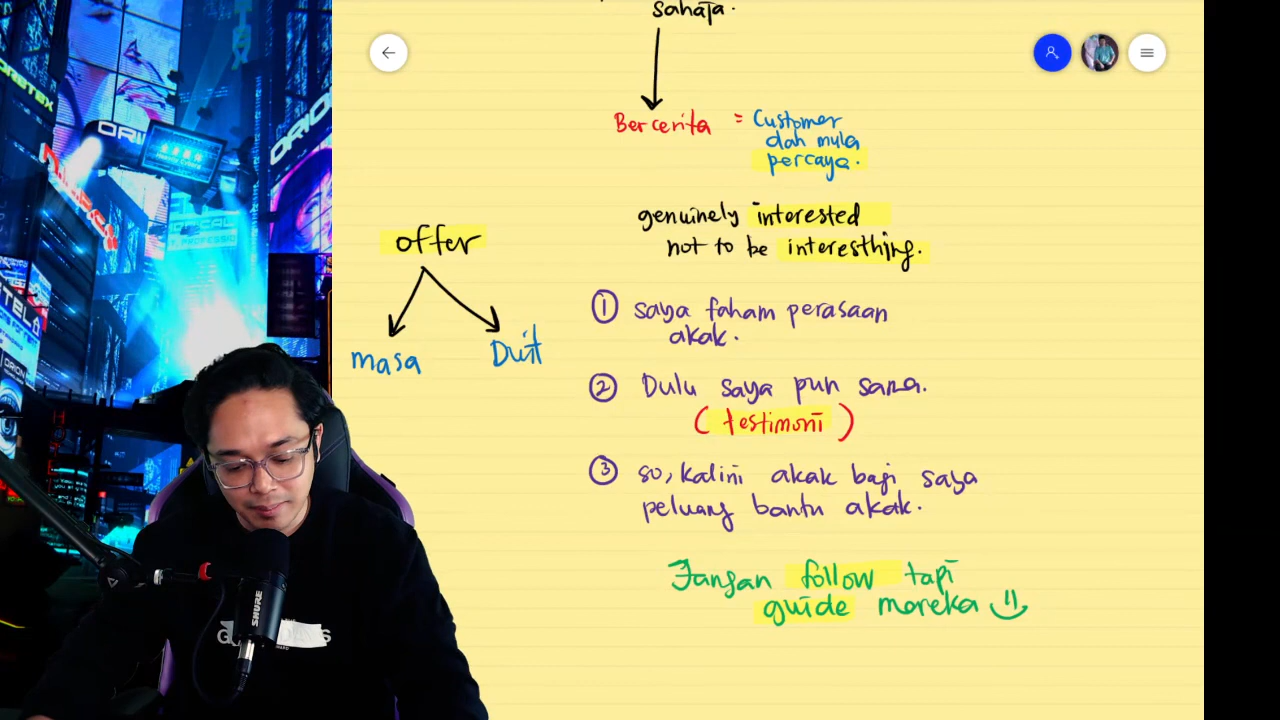 sahaja.
Bercerita = Customer
dah mula
percaya.
genuinely interested
not to be interesthing.
offer
masa
Duit
① saya faham perasaan
akak.
② Dulu saya pun sama.
(testimoni)
③ so, kalini akak bagi saya
peluang bantu akak.
Jangan follow tapi
guide mereka
SHURE